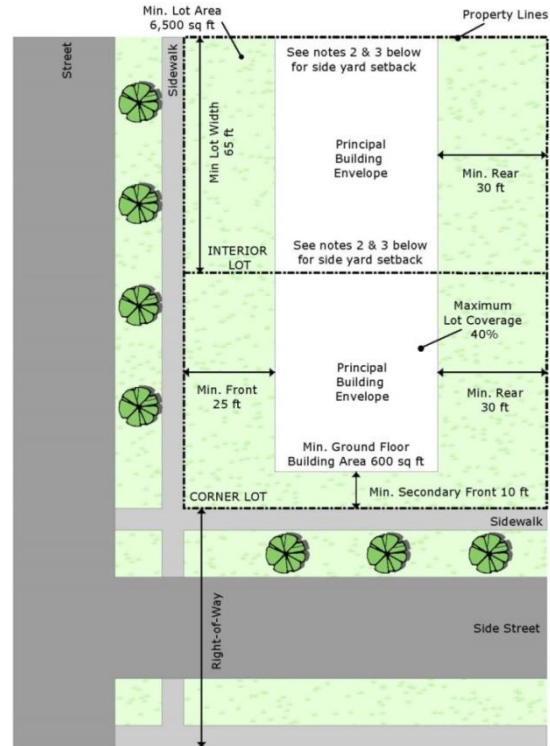 Min. Lot Area
6,500 sq ft
Property Lines
Street
Sidewalk
See notes 2 & 3 below
for side yard setback
Min Lot Width
65 ft
Principal
Building
Envelope
Min. Rear
30 ft
See notes 2 & 3 below
for side yard setback
INTERIOR
LOT
Maximum
Lot Coverage
40%
Principal
Building
Envelope
Min. Front
25 ft
Min. Rear
30 ft
Min. Ground Floor
Building Area 600 sq ft
Min. Secondary Front 10 ft
CORNER LOT
Sidewalk
Right-of-Way
Side Street